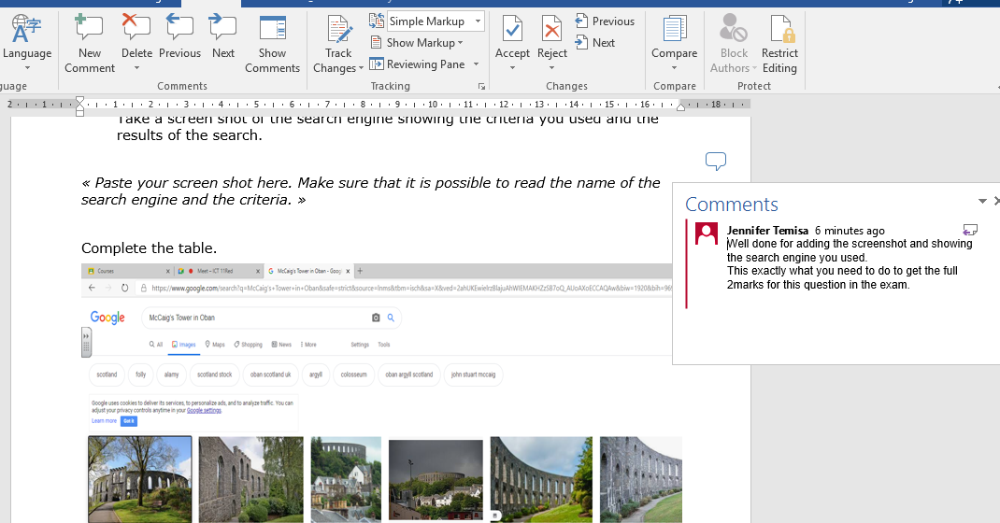 Language
New
Comment
Delete
Previous
Next
Show
Comments
Track
Changes
Simple Markup
Show Markup
Reviewing Pane
Accept
Reject
Previous
Next
Compare
Block
Authors
Restrict
Editing
guage
Comments
Tracking
Changes
Compare
Protect
2 1 1 2 3 4 5 6 7 8 9 10 11 12 13 14 15 16 18
Take a screen shot of the search engine showing the criteria you used and the
results of the search.
« Paste your screen shot here. Make sure that it is possible to read the name of the
search engine and the criteria. »
Complete the table.
Comments
Jennifer Temisa 6 minutes ago
Well done for adding the screenshot and showing
the search engine you used.
This exactly what you need to do to get the full
2marks for this question in the exam.
Courses
Meet - ICT 11Red
McCaig's Tower in Oban - Goog
https://www.google.com/search?q=McCaig's+Tower+in+Oban&safe=strict&source=lnms&tbm=isch&sa=X&ved=
Google
McCaig's Tower in Oban
All
Images
Maps
Shopping
News
More
Settings
Tools
scotland
folly
alamy
scotland stock
oban scotland uk
argyll
colosseum
oban argyll scotland
john stuart mccaig
Google uses cookies to deliver its services, to personalize ads, and to analyze traffic. You can
adjust your privacy controls anytime in your Google settings.
Learn more
Got it